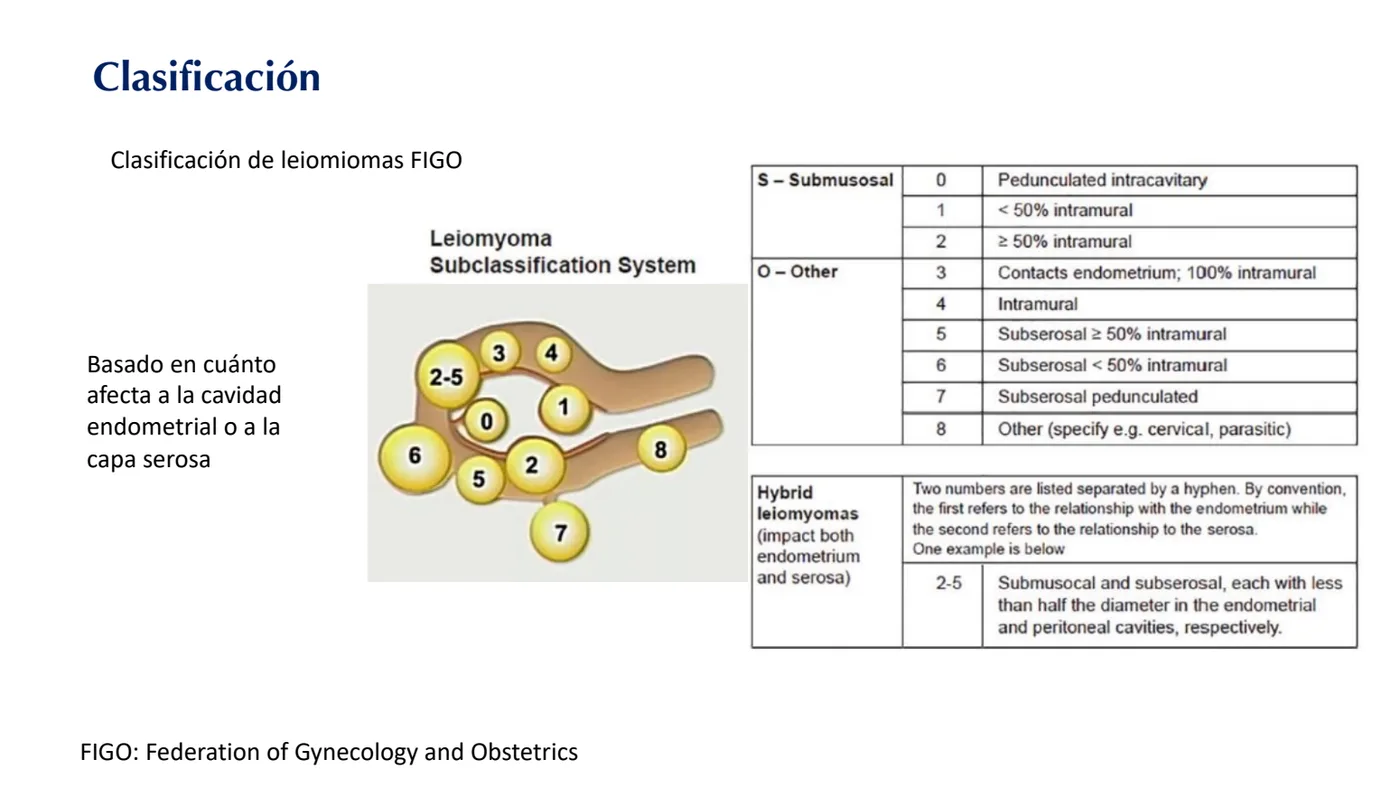 Clasificación
Clasificación de leiomiomas FIGO
Leiomyoma
Subclassification System
Basado en cuánto
afecta a la cavidad
endometrial o a la
capa serosa
3
4
2-5
1
0
6
5
2
8
7
S – Submusosal 0 Pedunculated intracavitary
1 < 50% intramural
2 ≥ 50% intramural
O – Other 3 Contacts endometrium; 100% intramural
4 Intramural
5 Subserosal ≥ 50% intramural
6 Subserosal < 50% intramural
7 Subserosal pedunculated
8 Other (specify e.g. cervical, parasitic)
Hybrid
leiomyomas
(impact both
endometrium
and serosa)
Two numbers are listed separated by a hyphen. By convention,
the first refers to the relationship with the endometrium while
the second refers to the relationship to the serosa.
One example is below
2-5 Submusocal and subserosal, each with less
than half the diameter in the endometrial
and peritoneal cavities, respectively.
FIGO: Federation of Gynecology and Obstetrics